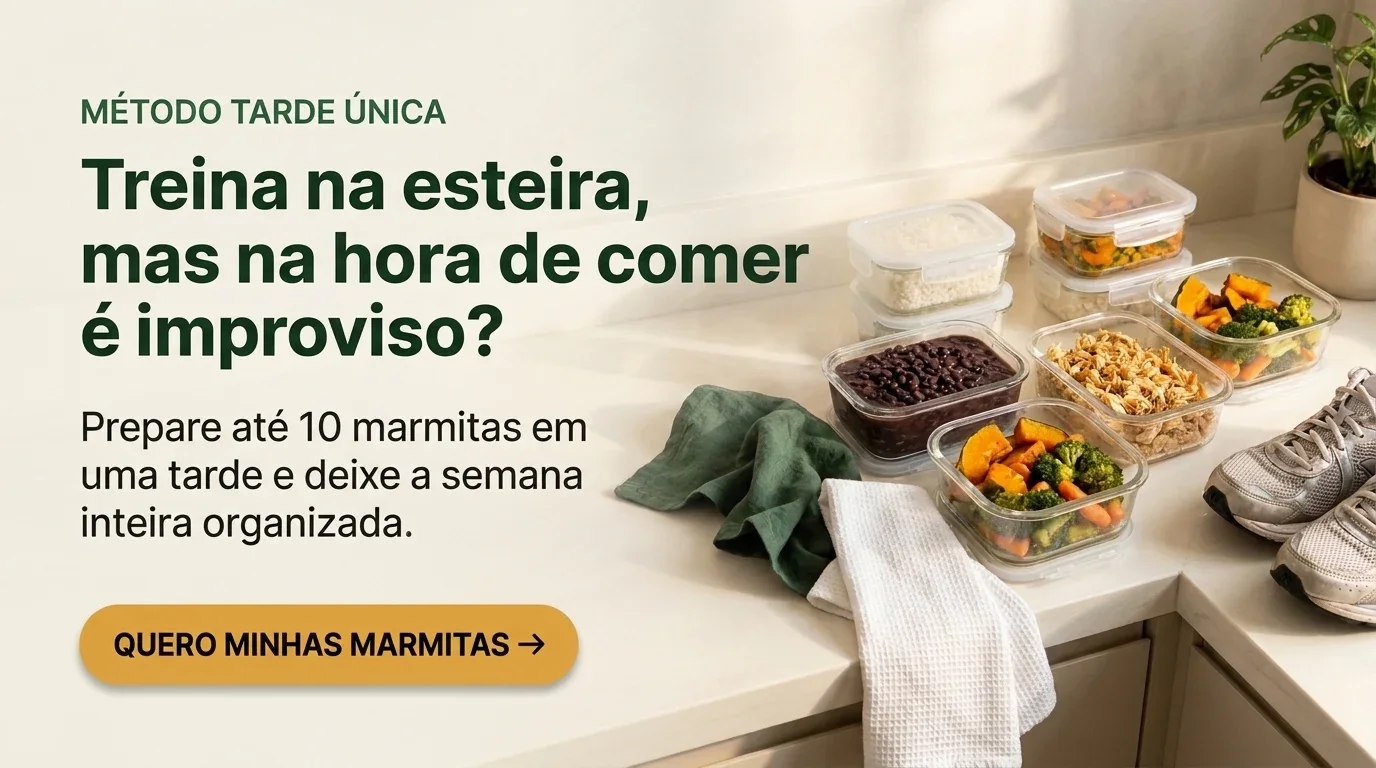 MÉTODO TARDE ÚNICA
Treina na esteira,
mas na hora de comer
é improviso?
Prepare até 10 marmitas em
uma tarde e deixe a semana
inteira organizada.
QUERO MINHAS MARMITAS →